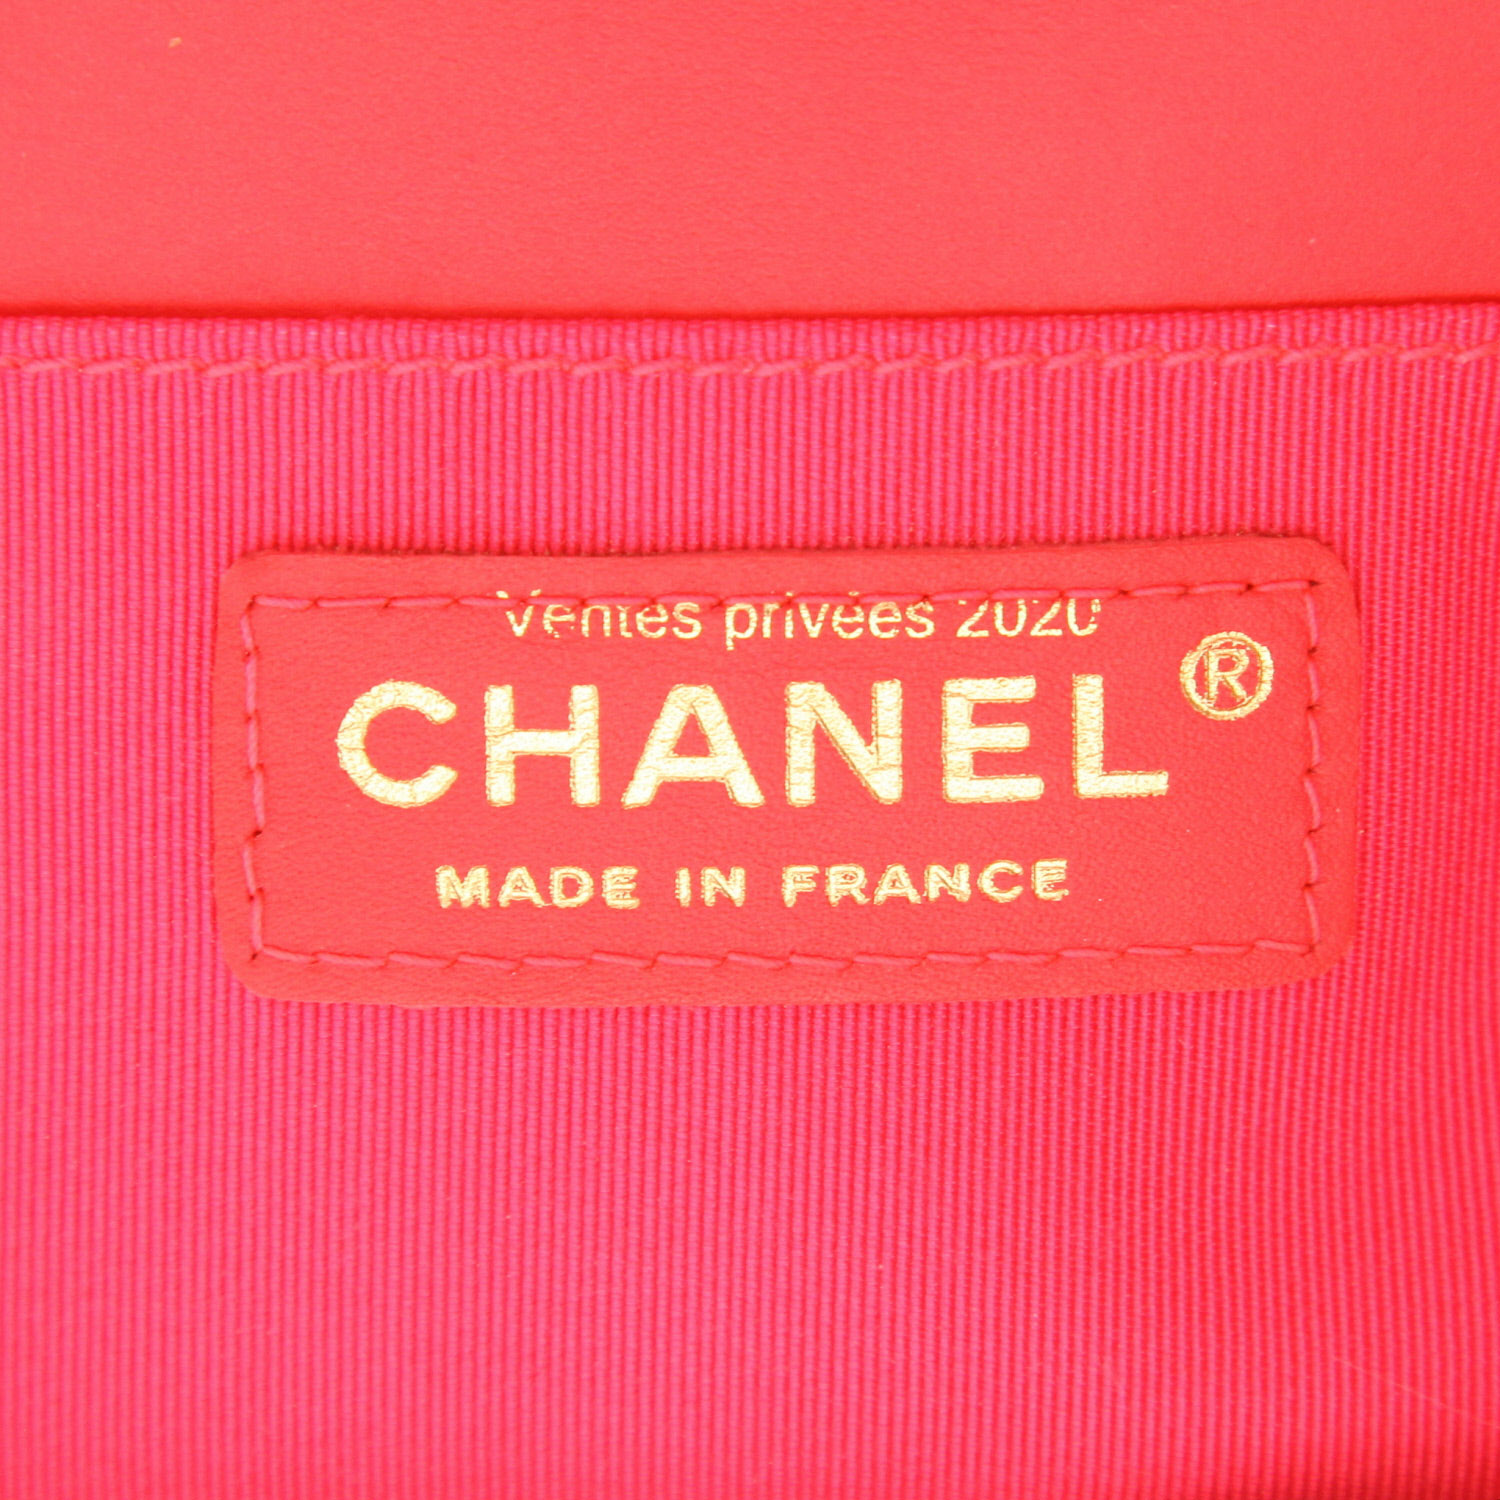 Ventes privées 2020
CHANEL®
MADE IN FRANCE